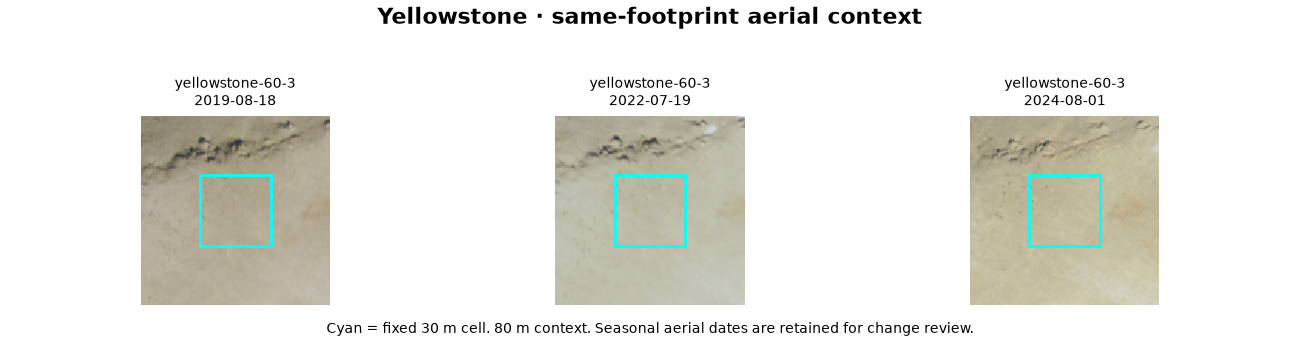 Yellowstone · same-footprint aerial context
yellowstone-60-3
2019-08-18
yellowstone-60-3
2022-07-19
yellowstone-60-3
2024-08-01
Cyan = fixed 30 m cell. 80 m context. Seasonal aerial dates are retained for change review.